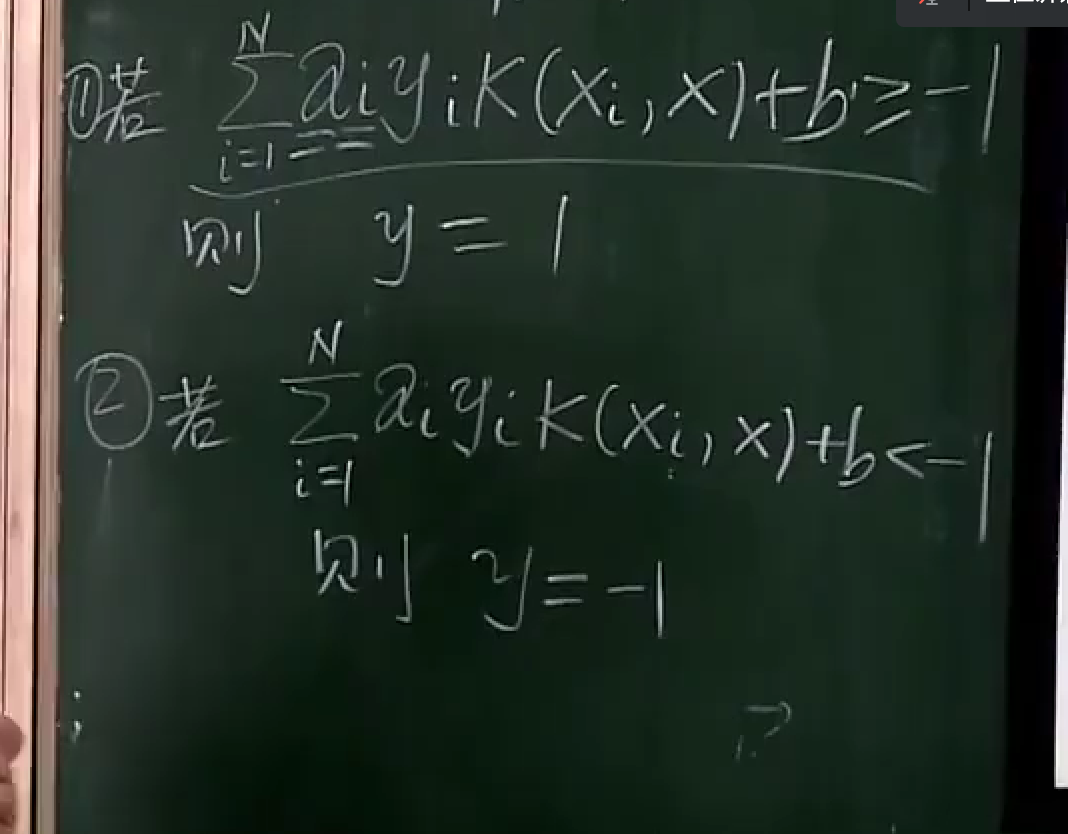 ①若 $\sum_{i=1}^{N} a_i y_i K(x_i, x) + b \geq -1$
则 $y = 1$
②若 $\sum_{i=1}^{N} a_i y_i K(x_i, x) + b < -1$
则 $y = -1$